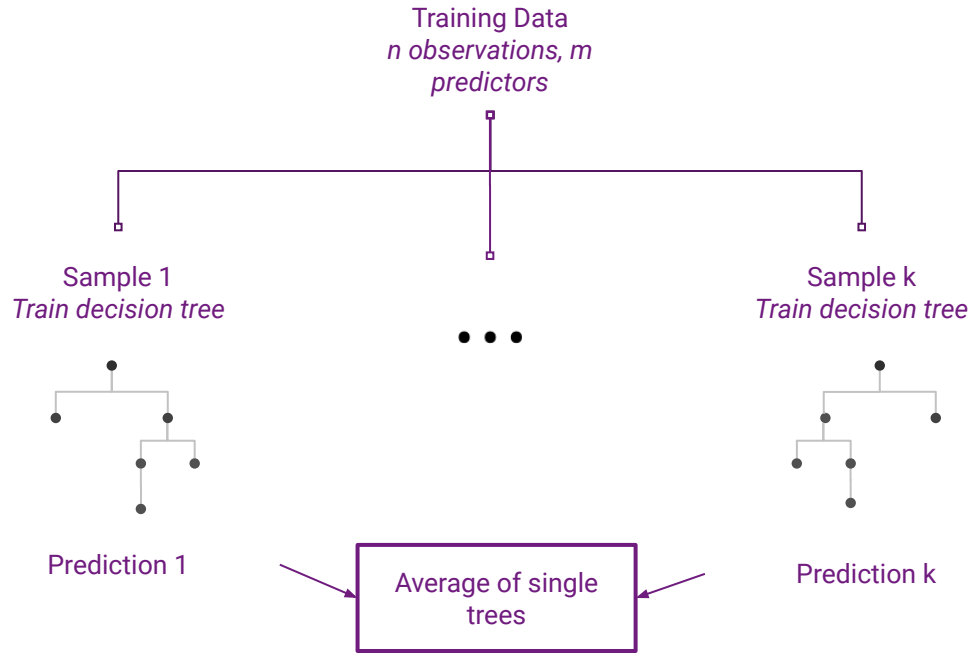 Training Data
n observations, m
predictors
Sample 1
Train decision tree
Sample k
Train decision tree
Prediction 1
Average of single
trees
Prediction k